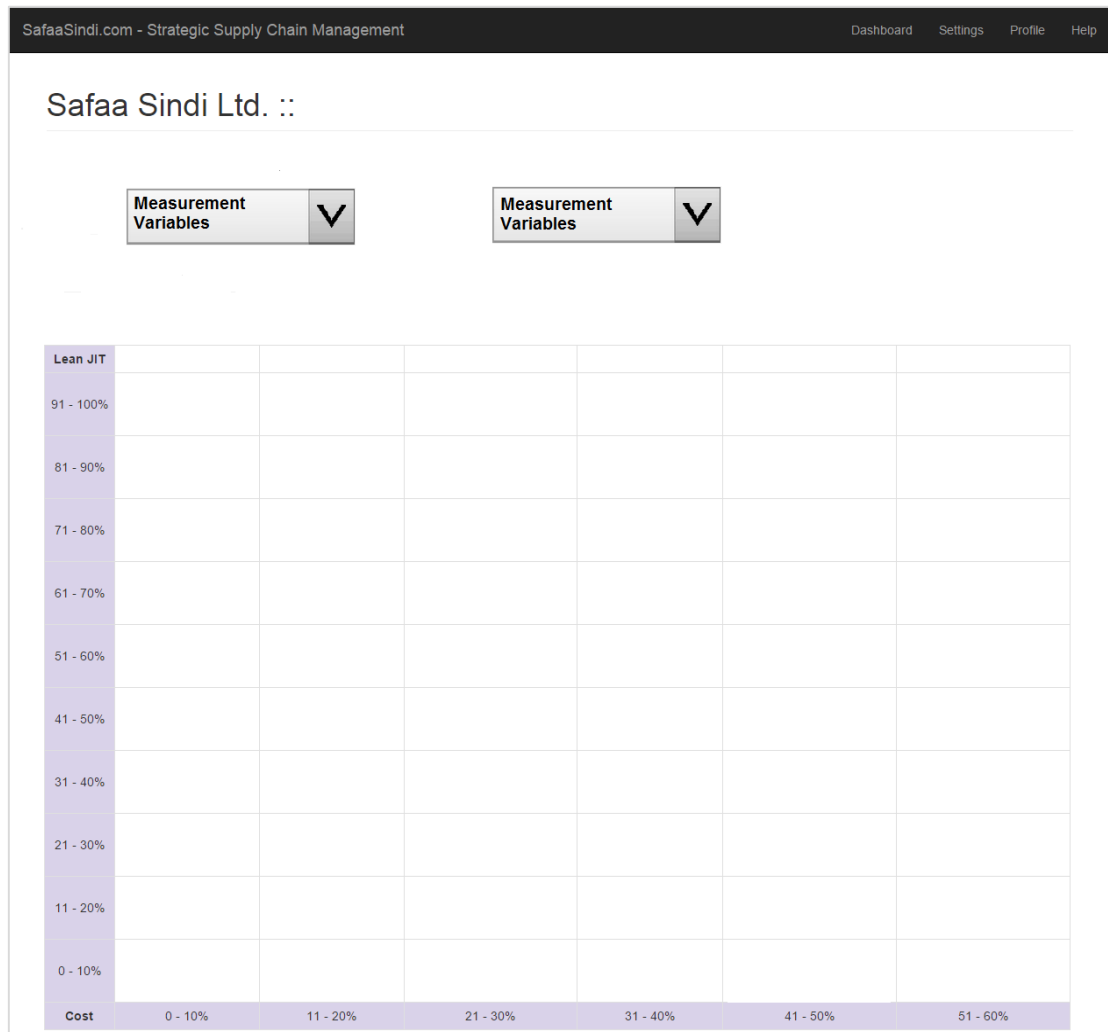 SafaaSindi.com - Strategic Supply Chain Management Dashboard Settings Profile Help
Safaa Sindi Ltd. ::
Measurement
Variables
Measurement
Variables
Lean JIT
91 - 100%
81 - 90%
71 - 80%
61 - 70%
51 - 60%
41 - 50%
31 - 40%
21 - 30%
11 - 20%
0 - 10%
Cost 0 - 10% 11 - 20% 21 - 30% 31 - 40% 41 - 50% 51 - 60%